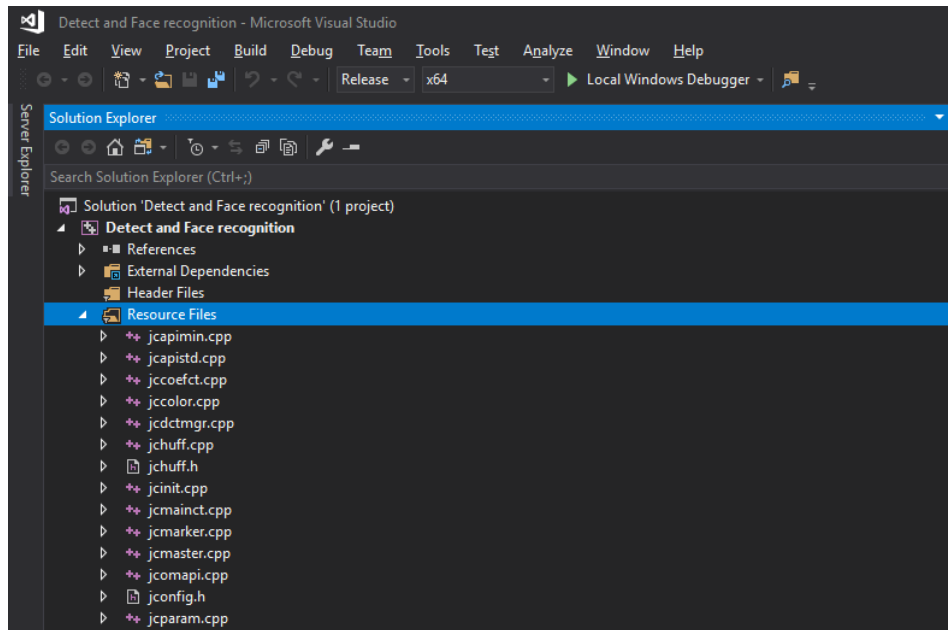 Detect and Face recognition - Microsoft Visual Studio
File Edit View Project Build Debug Team Tools Test Analyze Window Help
Release x64 Local Windows Debugger
Server Explorer
Solution Explorer
Search Solution Explorer (Ctrl+;)
Solution 'Detect and Face recognition' (1 project)
Detect and Face recognition
References
External Dependencies
Header Files
Resource Files
jcapimin.cpp
jcapistd.cpp
jccoefct.cpp
jccolor.cpp
jcdctmgr.cpp
jchuff.cpp
jchuff.h
jcinit.cpp
jcmainct.cpp
jcmarker.cpp
jcmaster.cpp
jcomapi.cpp
jconfig.h
jcparam.cpp